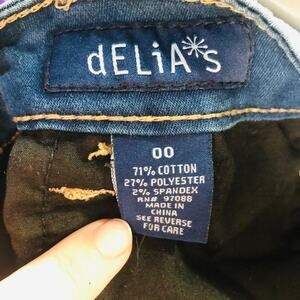 dELiA*s
00
71% COTTON
27% POLYESTER
2% SPANDEX
RN# 97088
MADE IN
CHINA
SEE REVERSE
FOR CARE